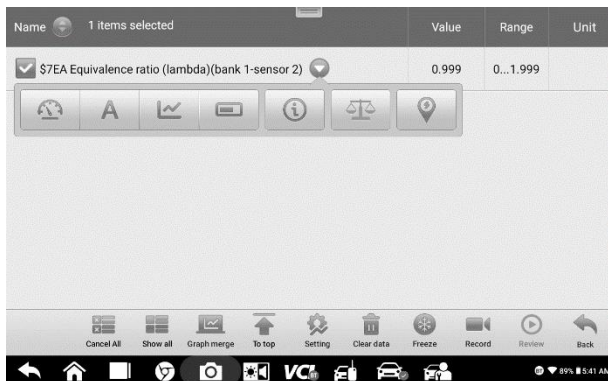 Name 1 items selected Value Range Unit
$7EA Equivalence ratio (lambda)(bank 1-sensor 2) 0.999 0...1.999
A
Cancel All Show all Graph merge To top Setting Clear data Freeze Record Review Back
VCI 89% 5:41 AM